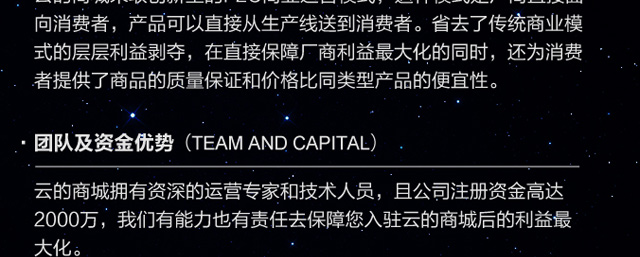 向消费者，产品可以直接从生产线送到消费者。省去了传统商业模
式的层层利益剥夺，在直接保障厂商利益最大化的同时，还为消费
者提供了商品的质量保证和价格比同类型产品的便宜性。
· 团队及资金优势（TEAM AND CAPITAL）
云的商城拥有资深的运营专家和技术人员，且公司注册资金高达
2000万，我们有能力也有责任去保障您入驻云的商城后的利益最
大化。